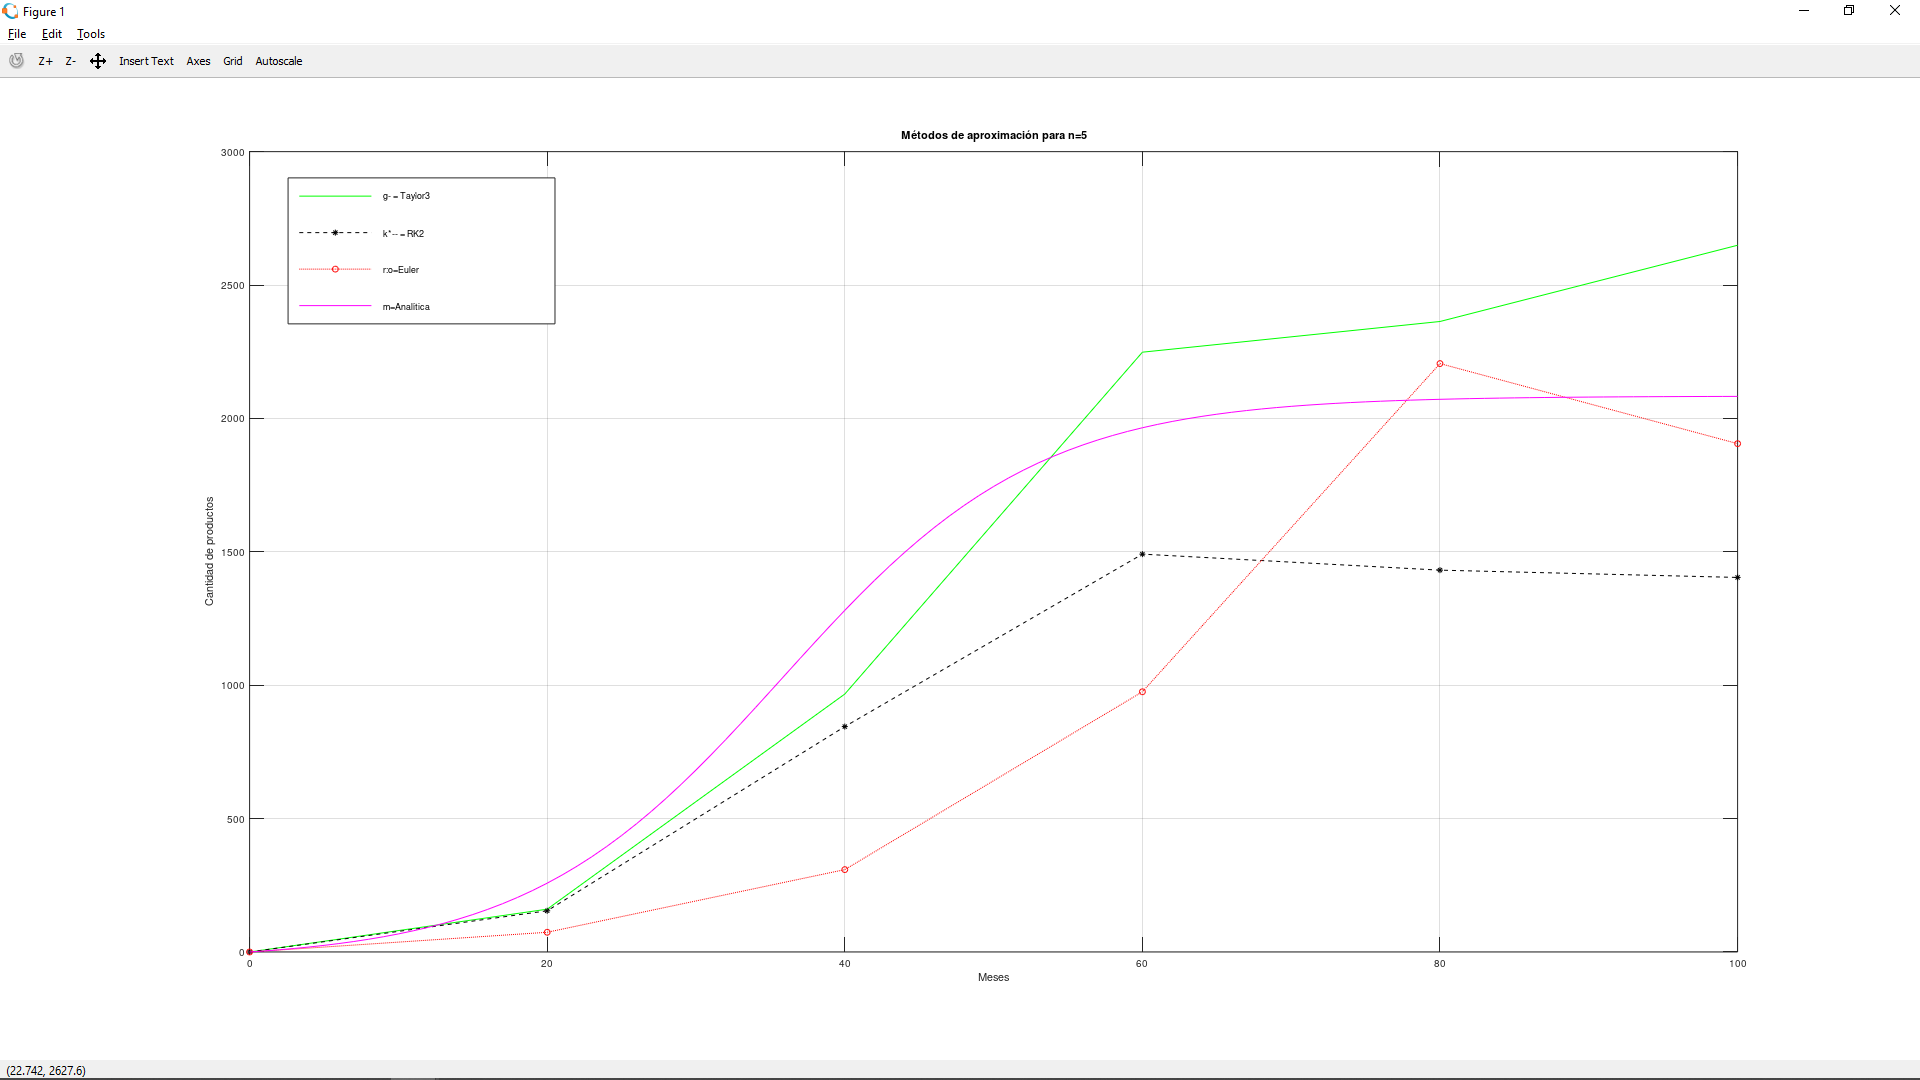 Figure 1
File Edit Tools
Z+ Z- Insert Text Axes Grid Autoscale
Métodos de aproximación para n=5
g- = Taylor3
k*-- = RK2
r:o=Euler
m=Analítica
3000
2500
2000
1500
1000
500
0
Cantidad de productos
0 20 40 60 80 100
Meses
(22.742, 2627.6)